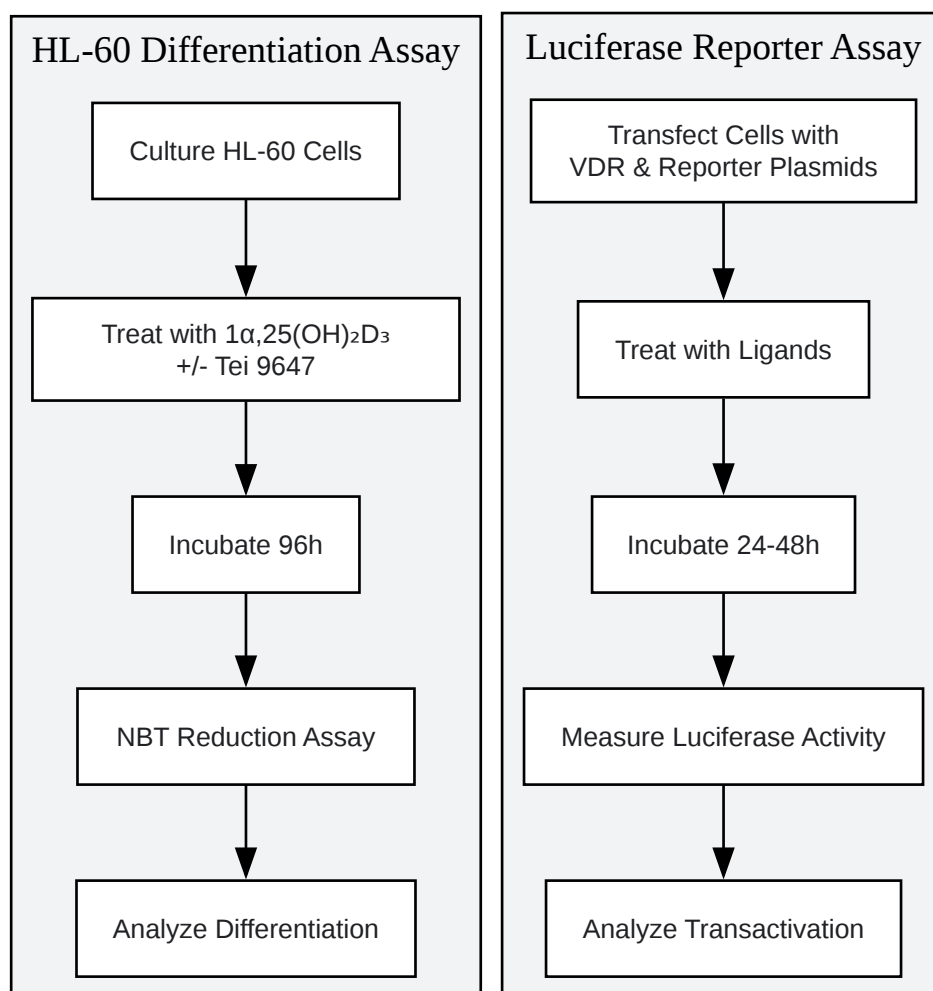 HL-60 Differentiation Assay
Culture HL-60 Cells
Treat with 1α,25(OH)₂D₃
+/- Tei 9647
Incubate 96h
NBT Reduction Assay
Analyze Differentiation
Luciferase Reporter Assay
Transfect Cells with
VDR & Reporter Plasmids
Treat with Ligands
Incubate 24-48h
Measure Luciferase Activity
Analyze Transactivation